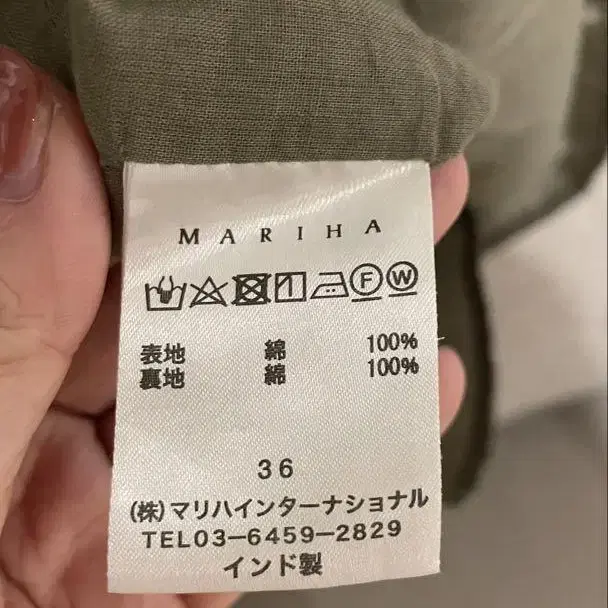 MARIHA
F W
表地 綿 100%
裏地 綿 100%
36
(株)マリハインターナショナル
TEL03-6459-2829
インド製